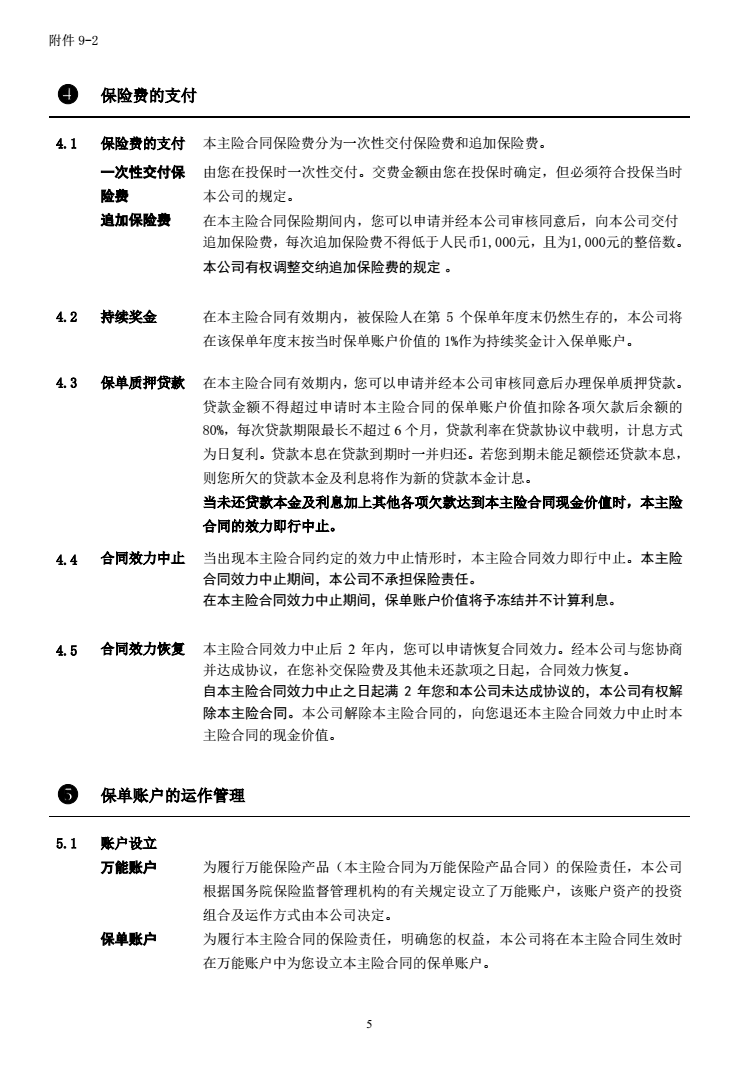 附件 9-2
4 保险费的支付
4.1 保险费的支付 本主险合同保险费分为一次性交付保险费和追加保险费。
一次性交付保 由您在投保时一次性交付。交费金额由您在投保时确定，但必须符合投保当时
险费 本公司的规定。
追加保险费 在本主险合同保险期间内，您可以申请并经本公司审核同意后，向本公司交付
追加保险费，每次追加保险费不得低于人民币1,000元，且为1,000元的整倍数。
本公司有权调整交纳追加保险费的规定 。
4.2 持续奖金 在本主险合同有效期内，被保险人在第 5 个保单年度末仍然生存的，本公司将
在该保单年度末按当时保单账户价值的 1%作为持续奖金计入保单账户。
4.3 保单质押贷款 在本主险合同有效期内，您可以申请并经本公司审核同意后办理保单质押贷款。
贷款金额不得超过申请时本主险合同的保单账户价值扣除各项欠款后余额的
80%，每次贷款期限最长不超过 6 个月，贷款利率在贷款协议中载明，计息方式
为日复利。贷款本息在贷款到期时一并归还。若您到期未能足额偿还贷款本息，
则您所欠的贷款本金及利息将作为新的贷款本金计息。
当未还贷款本金及利息加上其他各项欠款达到本主险合同现金价值时，本主险
合同的效力即行中止。
4.4 合同效力中止 当出现本主险合同约定的效力中止情形时，本主险合同效力即行中止。本主险
合同效力中止期间，本公司不承担保险责任。
在本主险合同效力中止期间，保单账户价值将予冻结并不计算利息。
4.5 合同效力恢复 本主险合同效力中止后 2 年内，您可以申请恢复合同效力。经本公司与您协商
并达成协议，在您补交保险费及其他未还款项之日起，合同效力恢复。
自本主险合同效力中止之日起满 2 年您和本公司未达成协议的，本公司有权解
除本主险合同。本公司解除本主险合同的，向您退还本主险合同效力中止时本
主险合同的现金价值。
5 保单账户的运作管理
5.1 账户设立
万能账户 为履行万能保险产品（本主险合同为万能保险产品合同）的保险责任，本公司
根据国务院保险监督管理机构的有关规定设立了万能账户，该账户资产的投资
组合及运作方式由本公司决定。
保单账户 为履行本主险合同的保险责任，明确您的权益，本公司将在本主险合同生效时
在万能账户中为您设立本主险合同的保单账户。
5